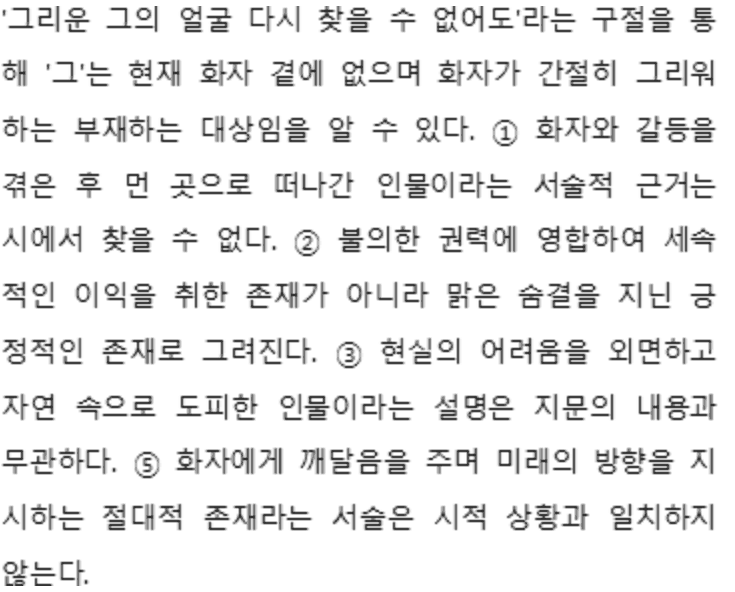 '그리운 그의 얼굴 다시 찾을 수 없어도'라는 구절을 통
해 '그'는 현재 화자 곁에 없으며 화자가 간절히 그리워
하는 부재하는 대상임을 알 수 있다. ① 화자와 갈등을
겪은 후 먼 곳으로 떠나간 인물이라는 서술적 근거는
시에서 찾을 수 없다. ② 불의한 권력에 영합하여 세속
적인 이익을 취한 존재가 아니라 맑은 숨결을 지닌 긍
정적인 존재로 그려진다. ③ 현실의 어려움을 외면하고
자연 속으로 도피한 인물이라는 설명은 지문의 내용과
무관하다. ⑤ 화자에게 깨달음을 주며 미래의 방향을 지
시하는 절대적 존재라는 서술은 시적 상황과 일치하지
않는다.